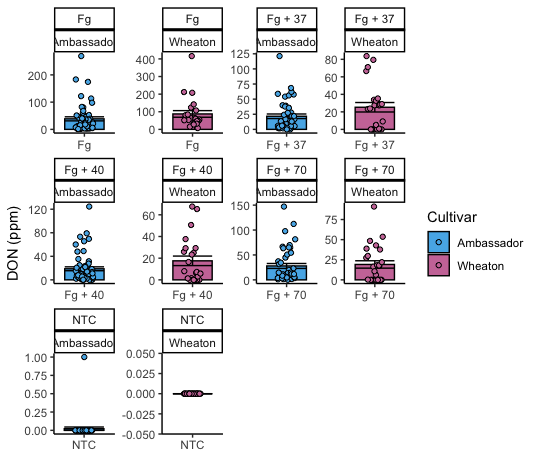 Fg Fg Fg + 37 Fg + 37
Ambassador Wheaton Ambassador Wheaton
200 100 0
400 300 200 100 0
125 100 75 50 25 0
80 60 40 20 0
Fg Fg Fg + 37 Fg + 37
Fg + 40 Fg + 40 Fg + 70 Fg + 70
Ambassador Wheaton Ambassador Wheaton
120 80 40 0
60 40 20 0
150 100 50 0
75 50 25 0
Fg + 40 Fg + 40 Fg + 70 Fg + 70
NTC NTC
Ambassador Wheaton
1.00 0.75 0.50 0.25 0.00
0.050 0.025 0.000 -0.025 -0.050
NTC NTC
DON (ppm)
Cultivar
Ambassador
Wheaton